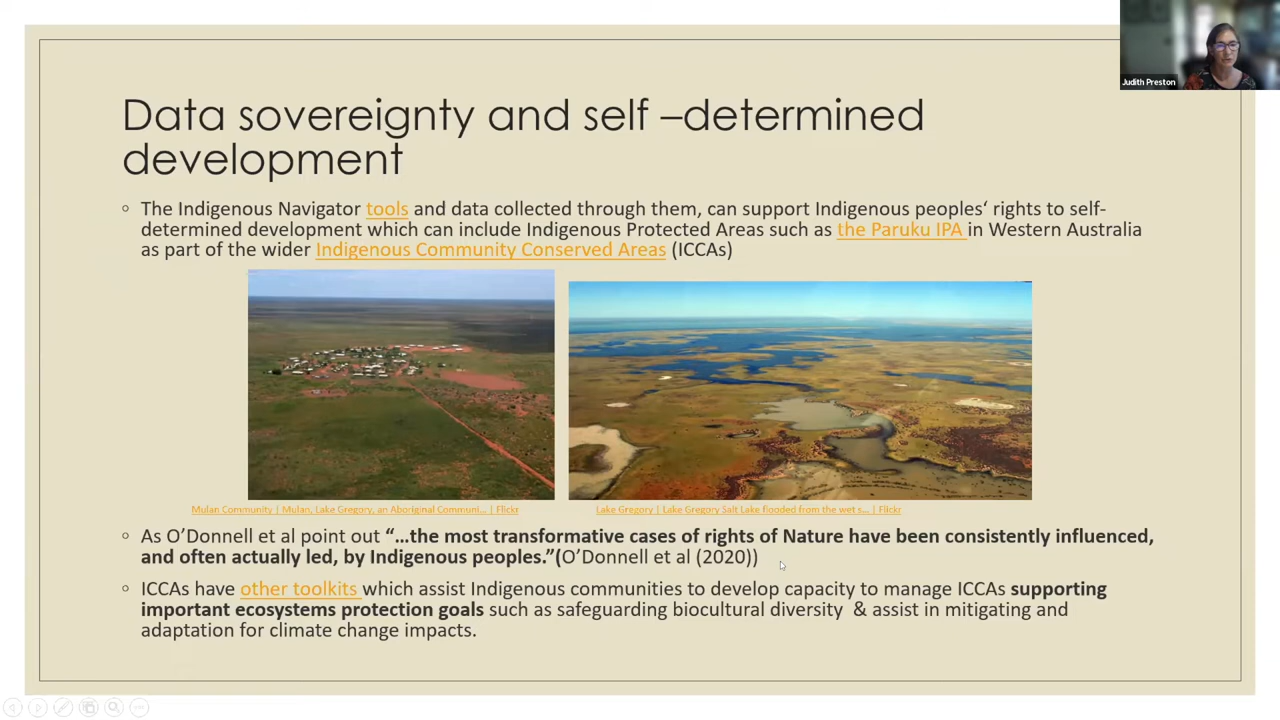 Judith Preston
Data sovereignty and self –determined
development
The Indigenous Navigator tools and data collected through them, can support Indigenous peoples‘ rights to self-
determined development which can include Indigenous Protected Areas such as the Paruku IPA in Western Australia
as part of the wider Indigenous Community Conserved Areas (ICCAs)
Mulan Community | Mulan, Lake Gregory, an Aboriginal Communi... | Flickr
Lake Gregory | Lake Gregory Salt Lake flooded from the wet s... | Flickr
As O’Donnell et al point out “…the most transformative cases of rights of Nature have been consistently influenced,
and often actually led, by Indigenous peoples.”(O’Donnell et al (2020))
ICCAs have other toolkits which assist Indigenous communities to develop capacity to manage ICCAs supporting
important ecosystems protection goals such as safeguarding biocultural diversity & assist in mitigating and
adaptation for climate change impacts.